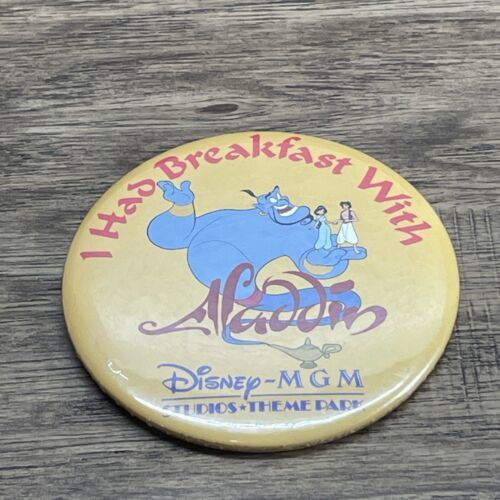 I Had Breakfast With
Aladdin
DISNEY-MGM
STUDIOS★THEME PARK